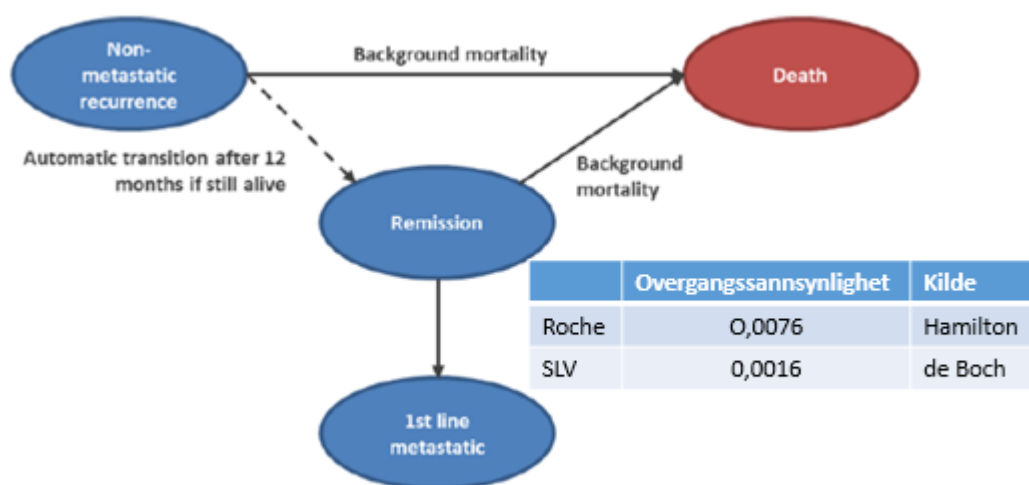 Non-
metastatic
recurrence
Background mortality
Death
Automatic transition after 12
months if still alive
Background
mortality
Remission
Overgangssannsynlighet Kilde
Roche O,0076 Hamilton
SLV 0,0016 de Boch
1st line
metastatic